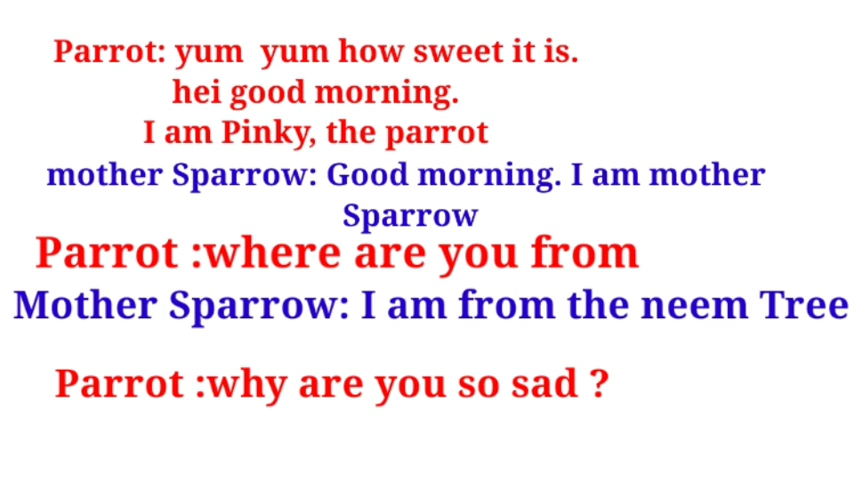 Parrot: yum yum how sweet it is.
hei good morning.
I am Pinky, the parrot
mother Sparrow: Good morning. I am mother
Sparrow
Parrot :where are you from
Mother Sparrow: I am from the neem Tree
Parrot :why are you so sad ?